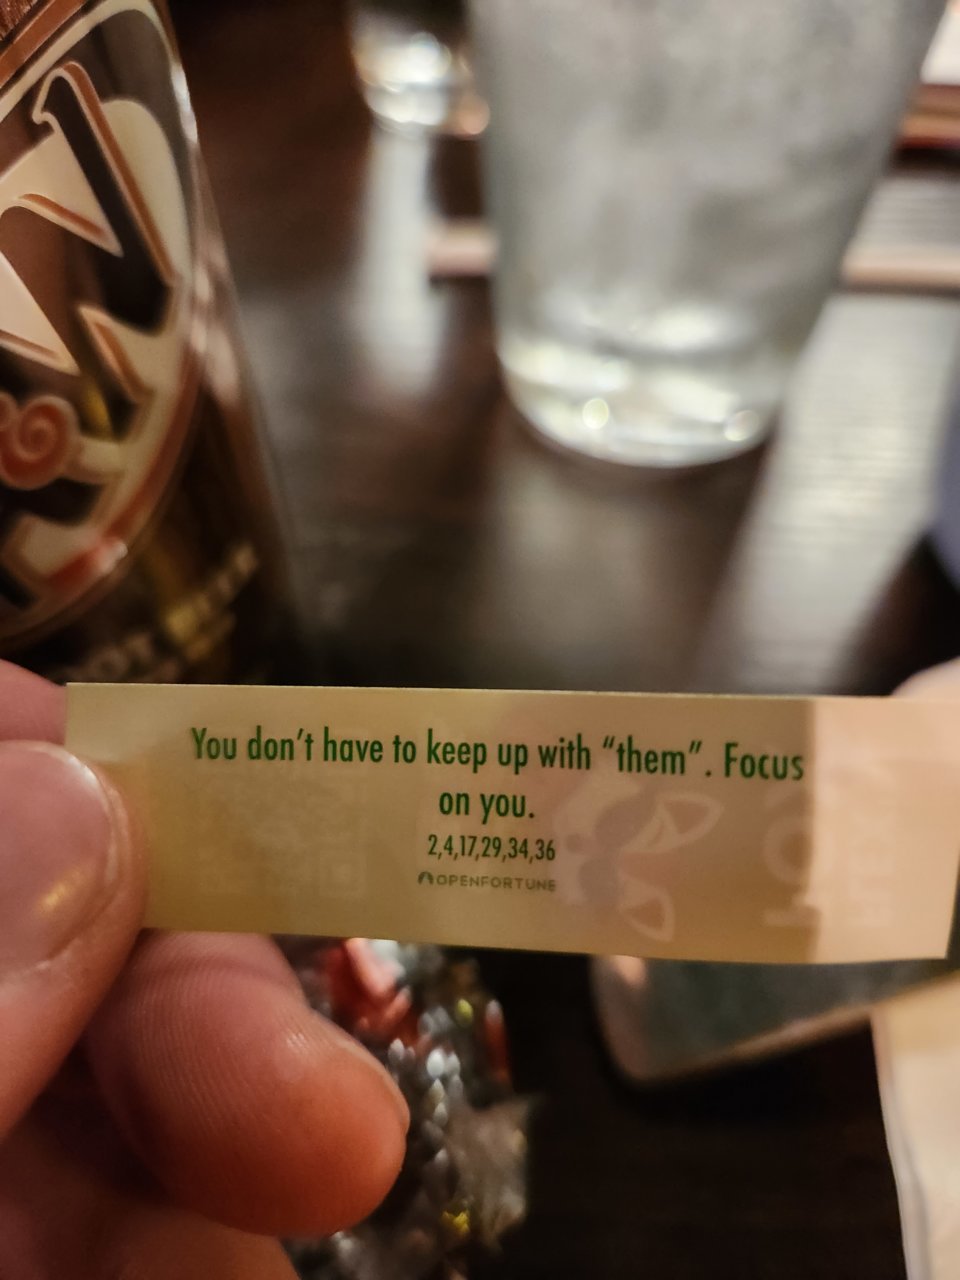 You don't have to keep up with "them". Focus
on you.
2,4,17,29,34,36
OPENFORTUNE